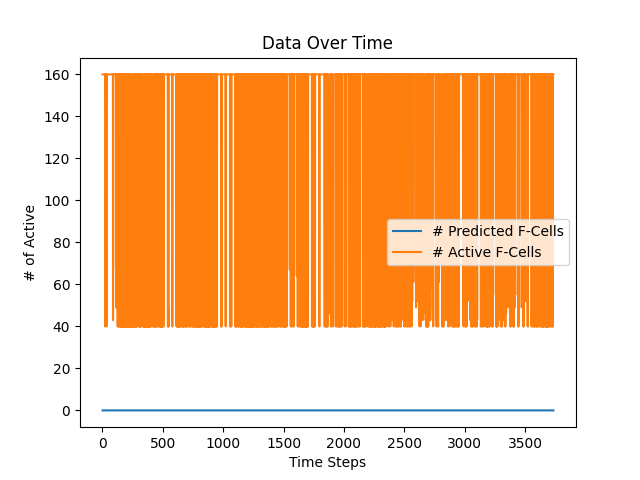 Data Over Time
# of Active
160
140
120
100
80
60
40
20
0
# Predicted F-Cells
# Active F-Cells
0 500 1000 1500 2000 2500 3000 3500
Time Steps